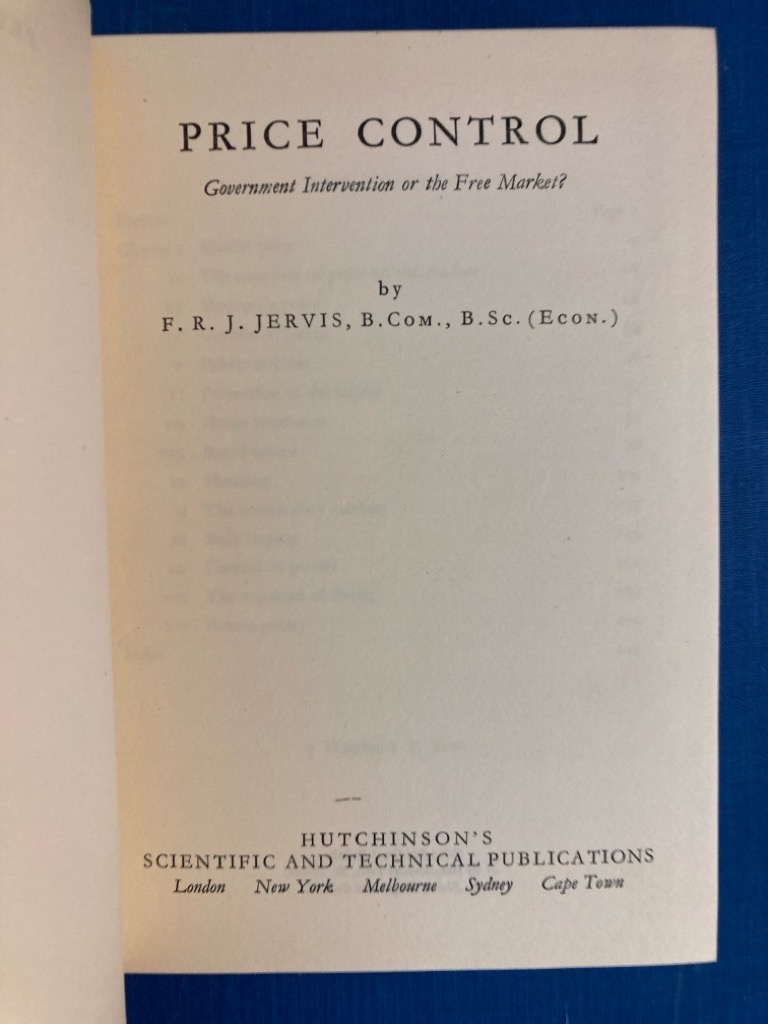 PRICE CONTROL
Government Intervention or the Free Market?
by
F. R. J. JERVIS, B.COM., B.SC. (ECON.)
HUTCHINSON'S
SCIENTIFIC AND TECHNICAL PUBLICATIONS
London New York Melbourne Sydney Cape Town